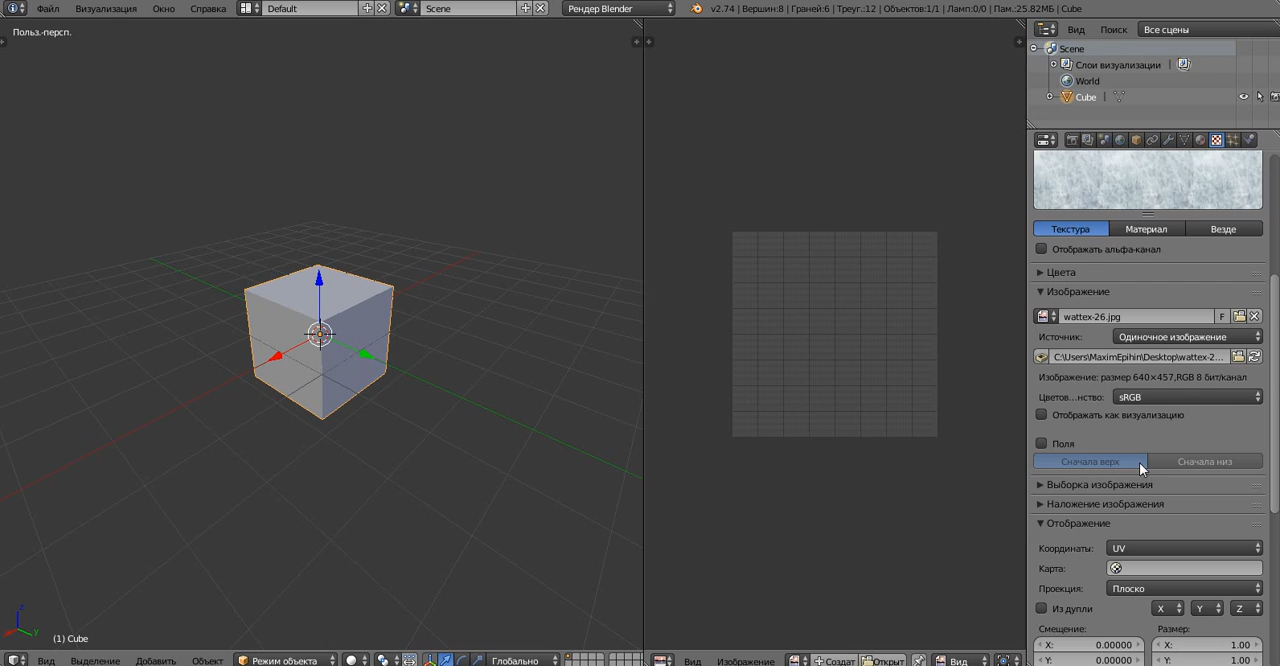 Файл Визуализация Окно Справка Default Scene Рендер Blender v2.74 | Вершин:8 | Граней:6 | Треуг.:12 | Объектов:1/1 | Ламп:0/0 | Пам.:25.82МБ | Cube
Польз.-персп.
Вид Поиск Все сцены
Scene
Слои визуализации
World
Cube
Текстура Материал Везде
Отображать альфа-канал
Цвета
Изображение
wattex-26.jpg F
Источник: Одиночное изображение
C:\Users\MaximEpihin\Desktop\wattex-2...
Изображение: размер 640×457,RGB 8 бит/канал
Цветов...нство: sRGB
Отображать как визуализацию
Поля
Сначала верх Сначала низ
Выборка изображения
Наложение изображения
Отображение
Координаты: UV
Карта:
Проекция: Плоско
Из дупли X Y Z
Смещение: Размер:
X: 0.00000 X: 1.00
Y: 0.00000 Y: 1.00
z
y
(1) Cube
Вид Выделение Добавить Объект Режим объекта Глобально
Вид Изображение Создат Открыт Вид